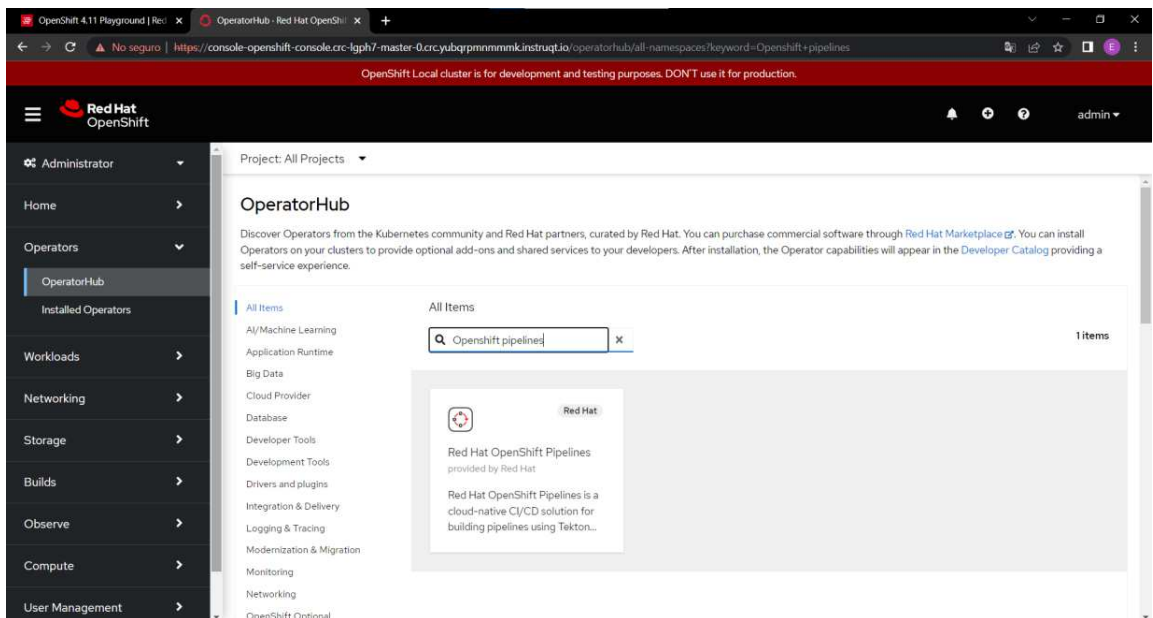 OpenShift 4.11 Playground | Red
OperatorHub - Red Hat OpenShif
No seguro | https://console-openshift-console.crc-lgph7-master-0.crc.yubqrpmnmmmk.instruqt.io/operatorhub/all-namespaces?keyword=Openshift+pipelines
E
OpenShift Local cluster is for development and testing purposes. DON'T use it for production.
Red Hat
OpenShift
admin
Administrator
Home
Operators
OperatorHub
Installed Operators
Workloads
Networking
Storage
Builds
Observe
Compute
User Management
Project: All Projects
OperatorHub
Discover Operators from the Kubernetes community and Red Hat partners, curated by Red Hat. You can purchase commercial software through Red Hat Marketplace. You can install
Operators on your clusters to provide optional add-ons and shared services to your developers. After installation, the Operator capabilities will appear in the Developer Catalog providing a
self-service experience.
All Items
AI/Machine Learning
Application Runtime
Big Data
Cloud Provider
Database
Developer Tools
Development Tools
Drivers and plugins
Integration & Delivery
Logging & Tracing
Modernization & Migration
Monitoring
Networking
OpenShift Optional
All Items
Openshift pipelines
1 items
Red Hat
Red Hat OpenShift Pipelines
provided by Red Hat
Red Hat OpenShift Pipelines is a
cloud-native CI/CD solution for
building pipelines using Tekton...